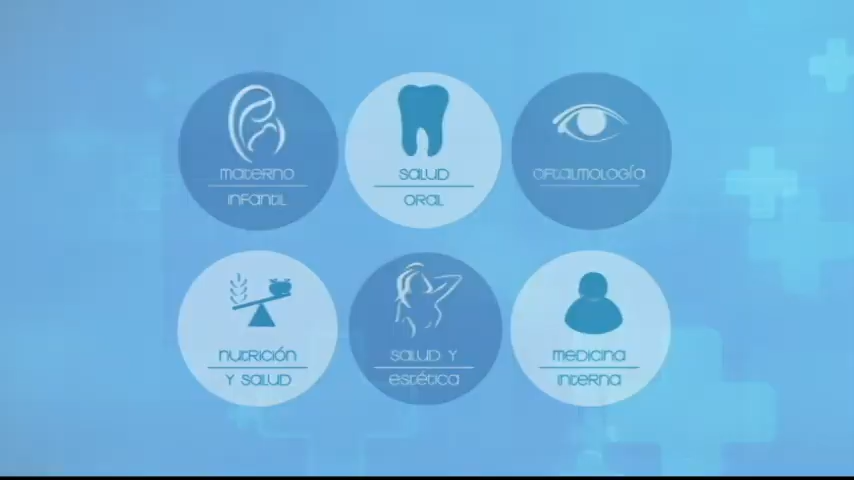 MATERNO
INFANTIL
SALUD
ORAL
OFTALMOLOGÍA
NUTRICIÓN
Y SALUD
SALUD Y
ESTÉTICA
MEDICINA
INTERNA